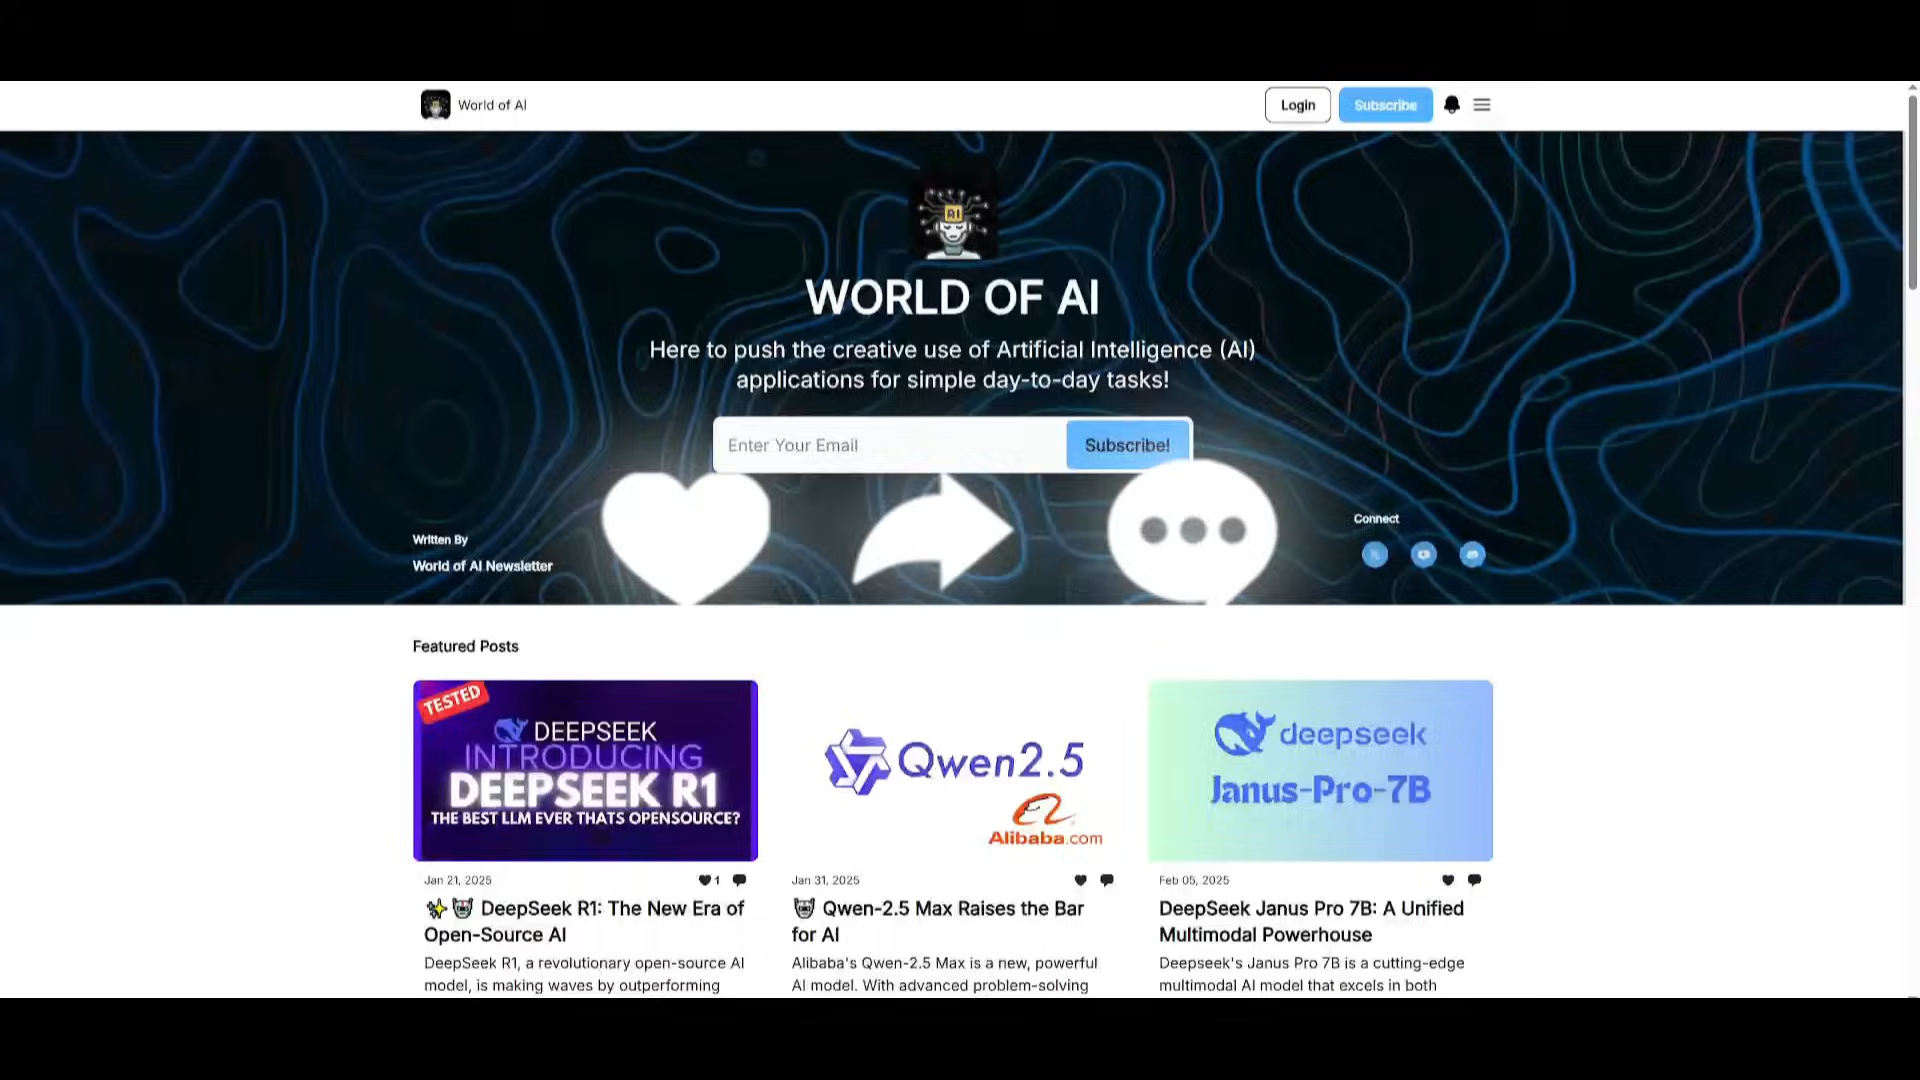 World of AI
Login
Subscribe
AI
WORLD OF AI
Here to push the creative use of Artificial Intelligence (AI)
applications for simple day-to-day tasks!
Enter Your Email
Subscribe!
Written By
World of AI Newsletter
Connect
Featured Posts
TESTED
DEEPSEEK
INTRODUCING
DEEPSEEK R1
THE BEST LLM EVER THATS OPENSOURCE?
Jan 21, 2025
1
DeepSeek R1: The New Era of
Open-Source AI
DeepSeek R1, a revolutionary open-source AI
model, is making waves by outperforming
Qwen2.5
Alibaba.com
Jan 31, 2025
Qwen-2.5 Max Raises the Bar
for AI
Alibaba's Qwen-2.5 Max is a new, powerful
AI model. With advanced problem-solving
deepseek
Janus-Pro-7B
Feb 05, 2025
DeepSeek Janus Pro 7B: A Unified
Multimodal Powerhouse
Deepseek's Janus Pro 7B is a cutting-edge
multimodal AI model that excels in both